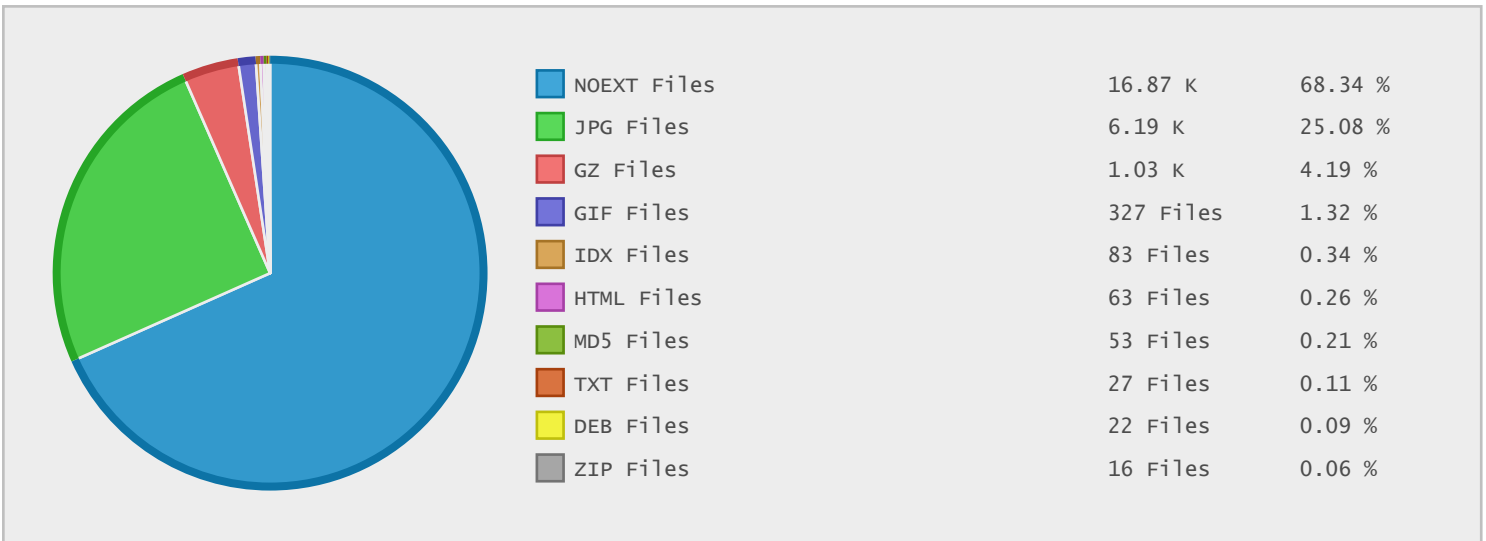 NOEXT Files 16.87 K 68.34 %
JPG Files 6.19 K 25.08 %
GZ Files 1.03 K 4.19 %
GIF Files 327 Files 1.32 %
IDX Files 83 Files 0.34 %
HTML Files 63 Files 0.26 %
MD5 Files 53 Files 0.21 %
TXT Files 27 Files 0.11 %
DEB Files 22 Files 0.09 %
ZIP Files 16 Files 0.06 %